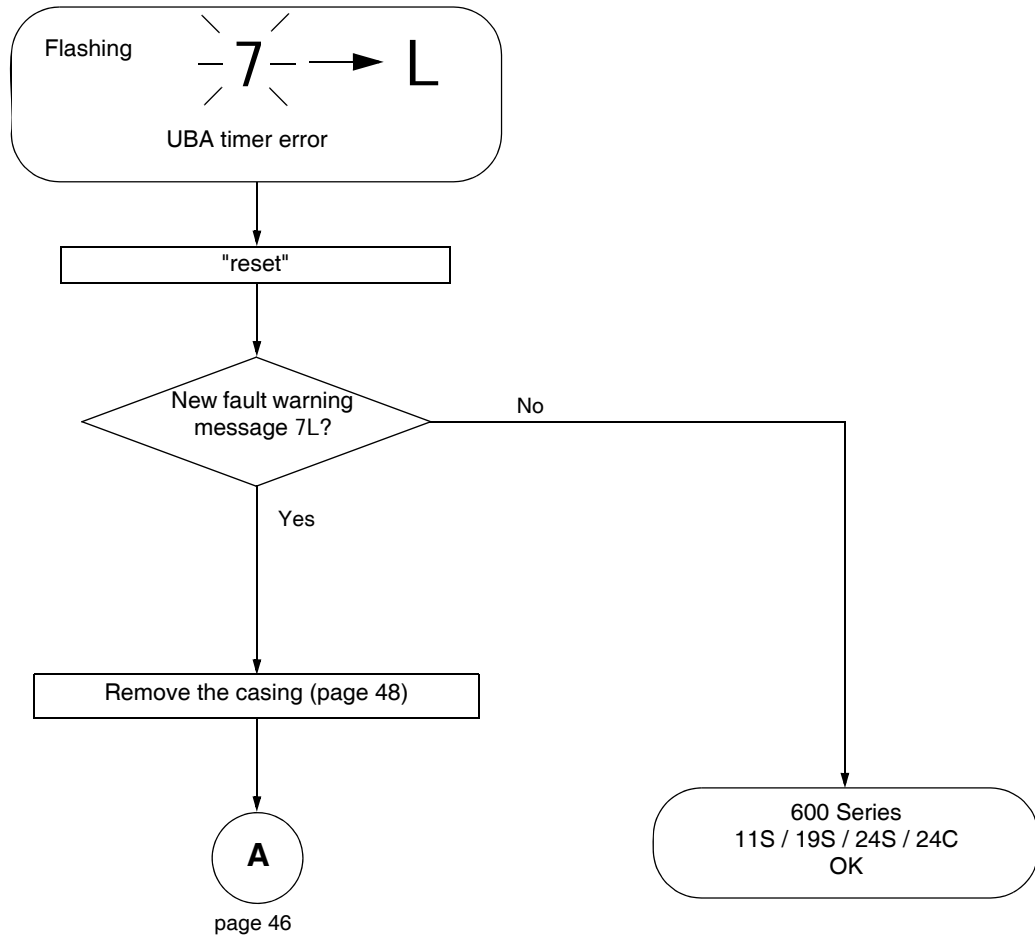 Flashing
7 L
UBA timer error
"reset"
New fault warning
message 7L?
No
Yes
Remove the casing (page 48)
A
page 46
600 Series
11S / 19S / 24S / 24C
OK